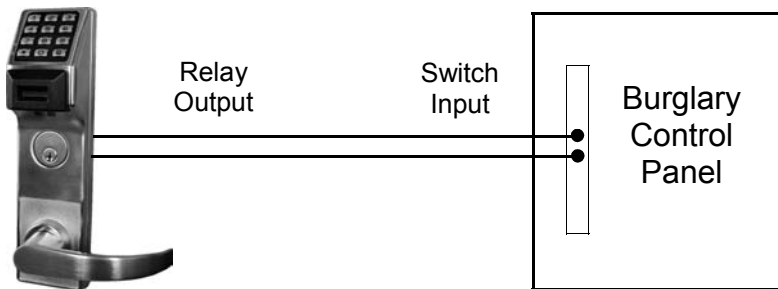 Relay
Output
Switch
Input
Burglary
Control
Panel